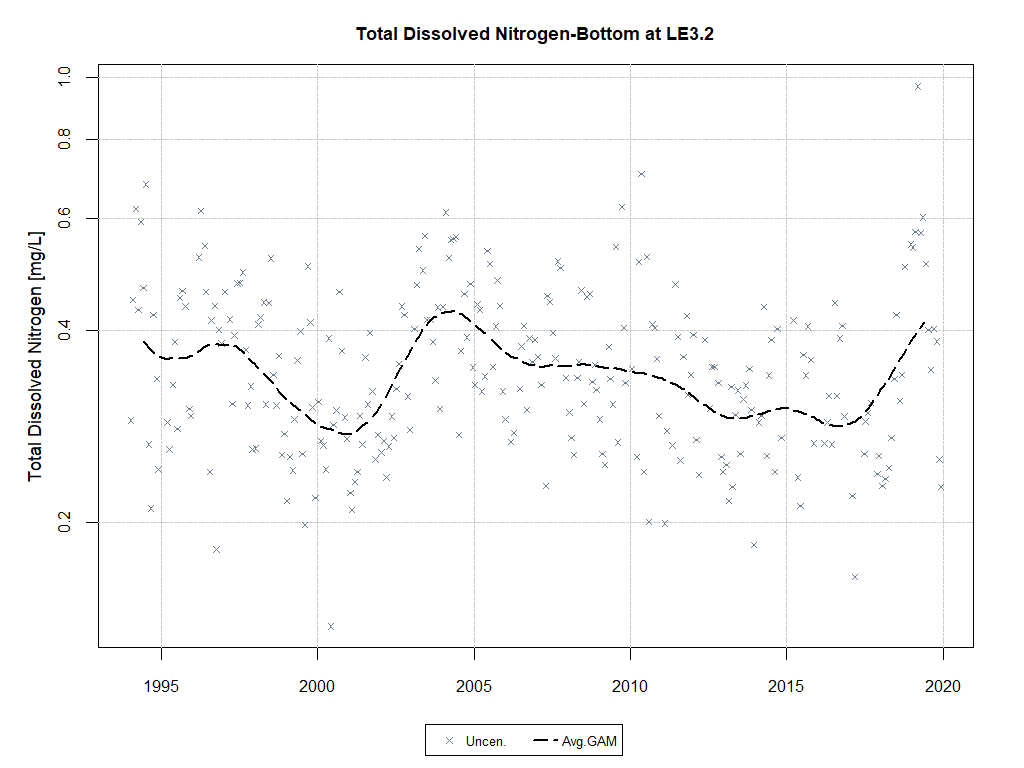 Total Dissolved Nitrogen-Bottom at LE3.2
Total Dissolved Nitrogen [mg/L]
1.0
0.8
0.6
0.4
0.2
1995 2000 2005 2010 2015 2020
Uncen. Avg.GAM